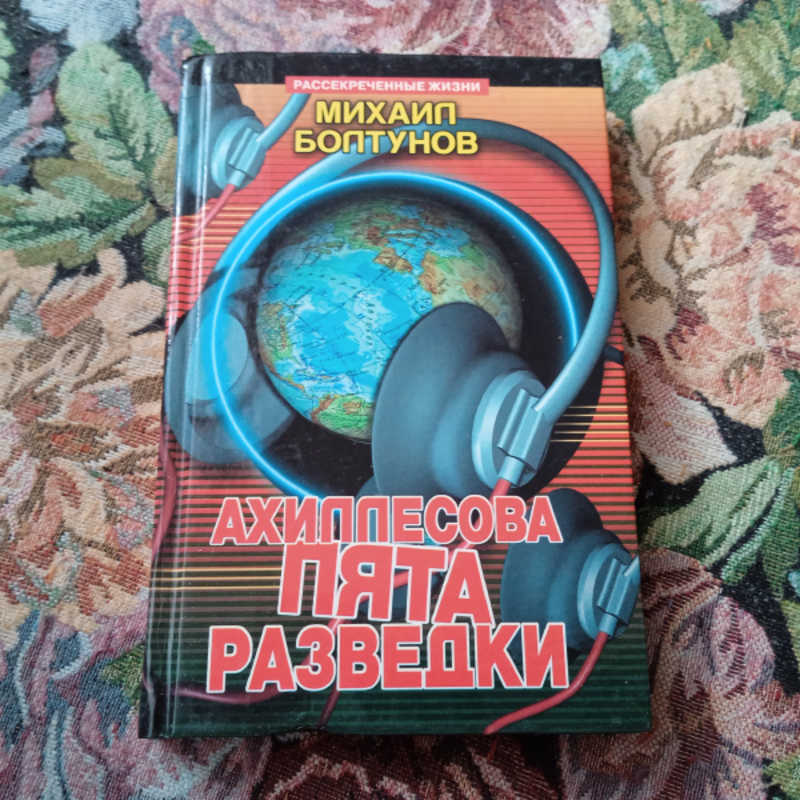 РАССЕКРЕЧЕННЫЕ ЖИЗНИ
МИХАИЛ
БОЛТУНОВ
АХИЛЛЕСОВА
ПЯТА
РАЗВЕДКИ